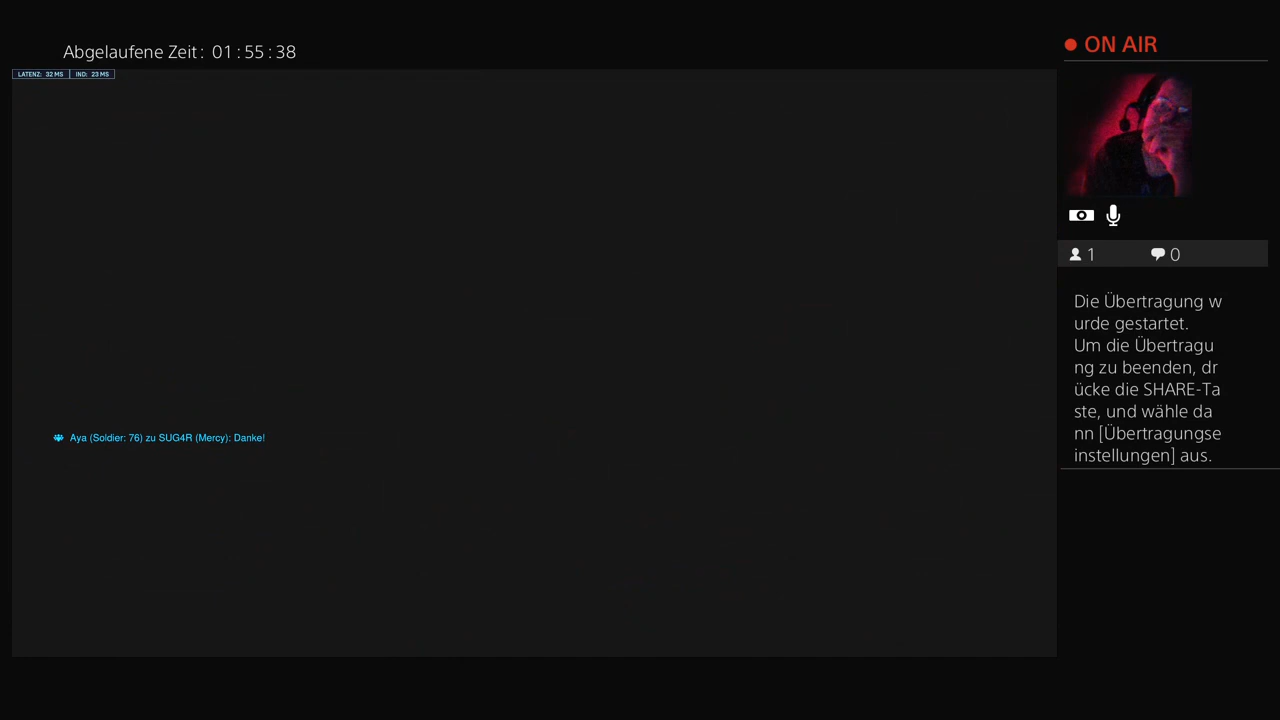 Abgelaufene Zeit: 01:55:38
ON AIR
LATENZ: 32 MS IND: 23 MS
1 0
Die Übertragung w
urde gestartet.
Um die Übertragu
ng zu beenden, dr
ücke die SHARE-Ta
ste, und wähle da
nn [Übertragungse
instellungen] aus.
Aya (Soldier: 76) zu SUG4R (Mercy): Danke!